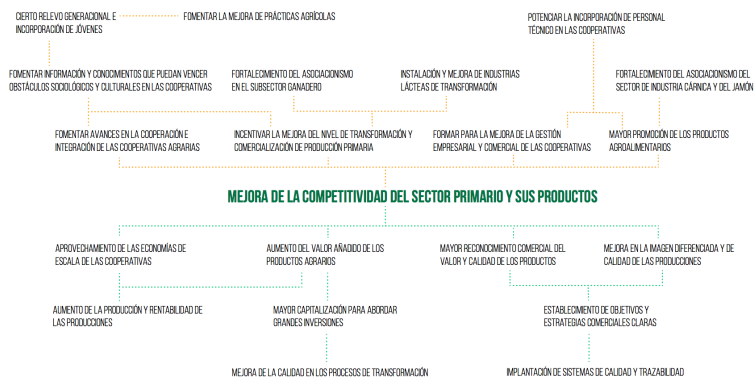 CIERTO RELEVO GENERACIONAL E
INCORPORACIÓN DE JÓVENES
FOMENTAR LA MEJORA DE PRÁCTICAS AGRÍCOLAS
POTENCIAR LA INCORPORACIÓN DE PERSONAL
TÉCNICO EN LAS COOPERATIVAS
FOMENTAR INFORMACIÓN Y CONOCIMIENTOS QUE PUEDAN VENCER
OBSTÁCULOS SOCIOLÓGICOS Y CULTURALES EN LAS COOPERATIVAS
FORTALECIMIENTO DEL ASOCIACIONISMO
EN EL SUBSECTOR GANADERO
INSTALACIÓN Y MEJORA DE INDUSTRIAS
LÁCTEAS DE TRANSFORMACIÓN
FORTALECIMIENTO DEL ASOCIACIONISMO DEL
SECTOR DE INDUSTRIA CÁRNICA Y DEL JAMÓN
FOMENTAR AVANCES EN LA COOPERACIÓN E
INTEGRACIÓN DE LAS COOPERATIVAS AGRARIAS
INCENTIVAR LA MEJORA DEL NIVEL DE TRANSFORMACIÓN Y
COMERCIALIZACIÓN DE PRODUCCIÓN PRIMARIA
FORMAR PARA LA MEJORA DE LA GESTIÓN
EMPRESARIAL Y COMERCIAL DE LAS COOPERATIVAS
MAYOR PROMOCIÓN DE LOS PRODUCTOS
AGROALIMENTARIOS
MEJORA DE LA COMPETITIVIDAD DEL SECTOR PRIMARIO Y SUS PRODUCTOS
APROVECHAMIENTO DE LAS ECONOMÍAS DE
ESCALA DE LAS COOPERATIVAS
AUMENTO DEL VALOR AÑADIDO DE LOS
PRODUCTOS AGRARIOS
MAYOR RECONOCIMIENTO COMERCIAL DEL
VALOR Y CALIDAD DE LOS PRODUCTOS
MEJORA EN LA IMAGEN DIFERENCIADA Y DE
CALIDAD DE LAS PRODUCCIONES
AUMENTO DE LA PRODUCCIÓN Y RENTABILIDAD DE
LAS PRODUCCIONES
MAYOR CAPITALIZACIÓN PARA ABORDAR
GRANDES INVERSIONES
ESTABLECIMIENTO DE OBJETIVOS Y
ESTRATEGIAS COMERCIALES CLARAS
MEJORA DE LA CALIDAD EN LOS PROCESOS DE TRANSFORMACIÓN
IMPLANTACIÓN DE SISTEMAS DE CALIDAD Y TRAZABILIDAD